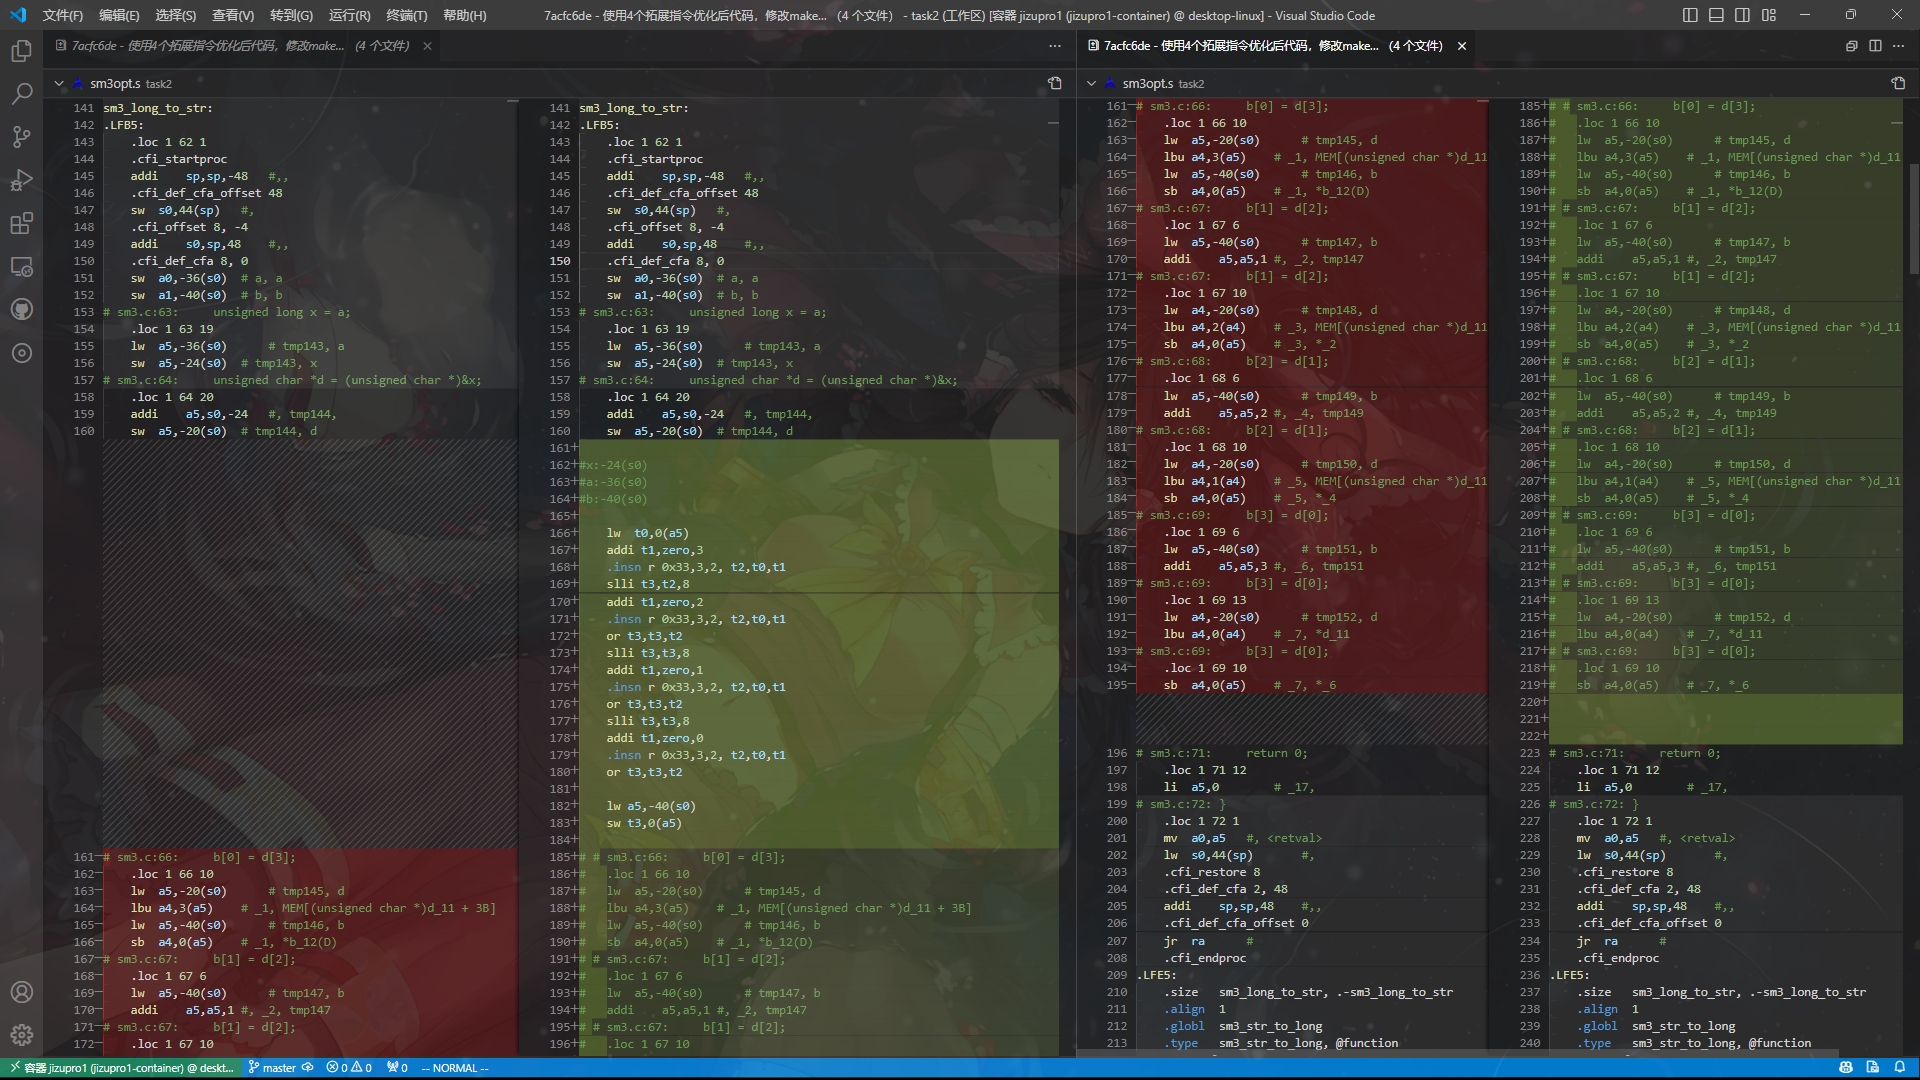 文件(F) 编辑(E) 选择(S) 查看(V) 转到(G) 运行(R) 终端(T) 帮助(H)
7acfc6de - 使用4个拓展指令优化后代码，修改make... (4 个文件) - task2 (工作区) [容器 jizupro1 (jizupro1-container) @ desktop-linux] - Visual Studio Code
7acfc6de - 使用4个拓展指令优化后代码，修改make... (4 个文件)
sm3opt.s task2
141 sm3_long_to_str:
142 .LFB5:
143 .loc 1 62 1
144 .cfi_startproc
145 addi sp,sp,-48 #,,
146 .cfi_def_cfa_offset 48
147 sw s0,44(sp) #,
148 .cfi_offset 8, -4
149 addi s0,sp,48 #,,
150 .cfi_def_cfa 8, 0
151 sw a0,-36(s0) # a, a
152 sw a1,-40(s0) # b, b
153 # sm3.c:63: unsigned long x = a;
154 .loc 1 63 19
155 lw a5,-36(s0) # tmp143, a
156 sw a5,-24(s0) # tmp143, x
157 # sm3.c:64: unsigned char *d = (unsigned char *)&x;
158 .loc 1 64 20
159 addi a5,s0,-24 #, tmp144,
160 sw a5,-20(s0) # tmp144, d
161- # sm3.c:66: b[0] = d[3];
162- .loc 1 66 10
163- lw a5,-20(s0) # tmp145, d
164- lbu a4,3(a5) # _1, MEM[(unsigned char *)d_11 + 3B]
165- lw a5,-40(s0) # tmp146, b
166- sb a4,0(a5) # _1, *b_12(D)
167- # sm3.c:67: b[1] = d[2];
168- .loc 1 67 6
169- lw a5,-40(s0) # tmp147, b
170- addi a5,a5,1 #, _2, tmp147
171- # sm3.c:67: b[1] = d[2];
172- .loc 1 67 10
141 sm3_long_to_str:
142 .LFB5:
143 .loc 1 62 1
144 .cfi_startproc
145 addi sp,sp,-48 #,,
146 .cfi_def_cfa_offset 48
147 sw s0,44(sp) #,
148 .cfi_offset 8, -4
149 addi s0,sp,48 #,,
150 .cfi_def_cfa 8, 0
151 sw a0,-36(s0) # a, a
152 sw a1,-40(s0) # b, b
153 # sm3.c:63: unsigned long x = a;
154 .loc 1 63 19
155 lw a5,-36(s0) # tmp143, a
156 sw a5,-24(s0) # tmp143, x
157 # sm3.c:64: unsigned char *d = (unsigned char *)&x;
158 .loc 1 64 20
159 addi a5,s0,-24 #, tmp144,
160 sw a5,-20(s0) # tmp144, d
161+
162+ #x:-24(s0)
163+ #a:-36(s0)
164+ #b:-40(s0)
165+
166+ lw t0,0(a5)
167+ addi t1,zero,3
168+ .insn r 0x33,3,2, t2,t0,t1
169+ slli t3,t2,8
170+ addi t1,zero,2
171+ .insn r 0x33,3,2, t2,t0,t1
172+ or t3,t3,t2
173+ slli t3,t3,8
174+ addi t1,zero,1
175+ .insn r 0x33,3,2, t2,t0,t1
176+ or t3,t3,t2
177+ slli t3,t3,8
178+ addi t1,zero,0
179+ .insn r 0x33,3,2, t2,t0,t1
180+ or t3,t3,t2
181+
182+ lw a5,-40(s0)
183+ sw t3,0(a5)
184+
185+ # # sm3.c:66: b[0] = d[3];
186+ # .loc 1 66 10
187+ # lw a5,-20(s0) # tmp145, d
188+ # lbu a4,3(a5) # _1, MEM[(unsigned char *)d_11 + 3B]
189+ # lw a5,-40(s0) # tmp146, b
190+ # sb a4,0(a5) # _1, *b_12(D)
191+ # # sm3.c:67: b[1] = d[2];
192+ # .loc 1 67 6
193+ # lw a5,-40(s0) # tmp147, b
194+ # addi a5,a5,1 #, _2, tmp147
195+ # # sm3.c:67: b[1] = d[2];
196+ # .loc 1 67 10
7acfc6de - 使用4个拓展指令优化后代码，修改make... (4 个文件)
sm3opt.s task2
161- # sm3.c:66: b[0] = d[3];
162- .loc 1 66 10
163- lw a5,-20(s0) # tmp145, d
164- lbu a4,3(a5) # _1, MEM[(unsigned char *)d_11
165- lw a5,-40(s0) # tmp146, b
166- sb a4,0(a5) # _1, *b_12(D)
167- # sm3.c:67: b[1] = d[2];
168- .loc 1 67 6
169- lw a5,-40(s0) # tmp147, b
170- addi a5,a5,1 #, _2, tmp147
171- # sm3.c:67: b[1] = d[2];
172- .loc 1 67 10
173- lw a4,-20(s0) # tmp148, d
174- lbu a4,2(a4) # _3, MEM[(unsigned char *)d_11
175- sb a4,0(a5) # _3, *_2
176- # sm3.c:68: b[2] = d[1];
177- .loc 1 68 6
178- lw a5,-40(s0) # tmp149, b
179- addi a5,a5,2 #, _4, tmp149
180- # sm3.c:68: b[2] = d[1];
181- .loc 1 68 10
182- lw a4,-20(s0) # tmp150, d
183- lbu a4,1(a4) # _5, MEM[(unsigned char *)d_11
184- sb a4,0(a5) # _5, *_4
185- # sm3.c:69: b[3] = d[0];
186- .loc 1 69 6
187- lw a5,-40(s0) # tmp151, b
188- addi a5,a5,3 #, _6, tmp151
189- # sm3.c:69: b[3] = d[0];
190- .loc 1 69 13
191- lw a4,-20(s0) # tmp152, d
192- lbu a4,0(a4) # _7, *d_11
193- # sm3.c:69: b[3] = d[0];
194- .loc 1 69 10
195- sb a4,0(a5) # _7, *_6
196 # sm3.c:71: return 0;
197 .loc 1 71 12
198 li a5,0 # _17,
199 # sm3.c:72: }
200 .loc 1 72 1
201 mv a0,a5 #, <retval>
202 lw s0,44(sp) #,
203 .cfi_restore 8
204 .cfi_def_cfa 2, 48
205 addi sp,sp,48 #,,
206 .cfi_def_cfa_offset 0
207 jr ra #
208 .cfi_endproc
209 .LFE5:
210 .size sm3_long_to_str, .-sm3_long_to_str
211 .align 1
212 .globl sm3_str_to_long
213 .type sm3_str_to_long, @function
185+ # # sm3.c:66: b[0] = d[3];
186+ # .loc 1 66 10
187+ # lw a5,-20(s0) # tmp145, d
188+ # lbu a4,3(a5) # _1, MEM[(unsigned char *)d_11
189+ # lw a5,-40(s0) # tmp146, b
190+ # sb a4,0(a5) # _1, *b_12(D)
191+ # # sm3.c:67: b[1] = d[2];
192+ # .loc 1 67 6
193+ # lw a5,-40(s0) # tmp147, b
194+ # addi a5,a5,1 #, _2, tmp147
195+ # # sm3.c:67: b[1] = d[2];
196+ # .loc 1 67 10
197+ # lw a4,-20(s0) # tmp148, d
198+ # lbu a4,2(a4) # _3, MEM[(unsigned char *)d_11
199+ # sb a4,0(a5) # _3, *_2
200+ # # sm3.c:68: b[2] = d[1];
201+ # .loc 1 68 6
202+ # lw a5,-40(s0) # tmp149, b
203+ # addi a5,a5,2 #, _4, tmp149
204+ # # sm3.c:68: b[2] = d[1];
205+ # .loc 1 68 10
206+ # lw a4,-20(s0) # tmp150, d
207+ # lbu a4,1(a4) # _5, MEM[(unsigned char *)d_11
208+ # sb a4,0(a5) # _5, *_4
209+ # # sm3.c:69: b[3] = d[0];
210+ # .loc 1 69 6
211+ # lw a5,-40(s0) # tmp151, b
212+ # addi a5,a5,3 #, _6, tmp151
213+ # # sm3.c:69: b[3] = d[0];
214+ # .loc 1 69 13
215+ # lw a4,-20(s0) # tmp152, d
216+ # lbu a4,0(a4) # _7, *d_11
217+ # # sm3.c:69: b[3] = d[0];
218+ # .loc 1 69 10
219+ # sb a4,0(a5) # _7, *_6
220+
221+
222+
223 # sm3.c:71: return 0;
224 .loc 1 71 12
225 li a5,0 # _17,
226 # sm3.c:72: }
227 .loc 1 72 1
228 mv a0,a5 #, <retval>
229 lw s0,44(sp) #,
230 .cfi_restore 8
231 .cfi_def_cfa 2, 48
232 addi sp,sp,48 #,,
233 .cfi_def_cfa_offset 0
234 jr ra #
235 .cfi_endproc
236 .LFE5:
237 .size sm3_long_to_str, .-sm3_long_to_str
238 .align 1
239 .globl sm3_str_to_long
240 .type sm3_str_to_long, @function
容器 jizupro1 (jizupro1-container) @ deskt... master 0 0 0 -- NORMAL --